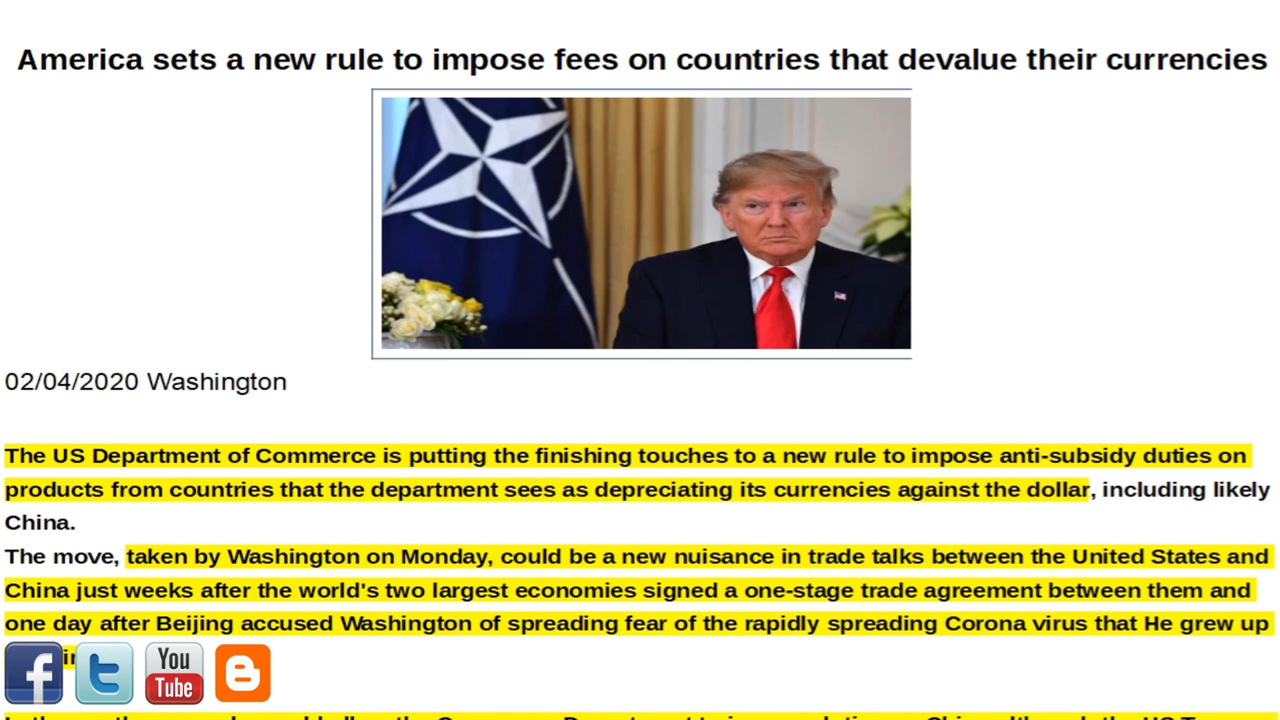 America sets a new rule to impose fees on countries that devalue their currencies
02/04/2020 Washington
The US Department of Commerce is putting the finishing touches to a new rule to impose anti-subsidy duties on
products from countries that the department sees as depreciating its currencies against the dollar, including likely
China.
The move, taken by Washington on Monday, could be a new nuisance in trade talks between the United States and
China just weeks after the world's two largest economies signed a one-stage trade agreement between them and
one day after Beijing accused Washington of spreading fear of the rapidly spreading Corona virus that He grew up
f t You Tube B